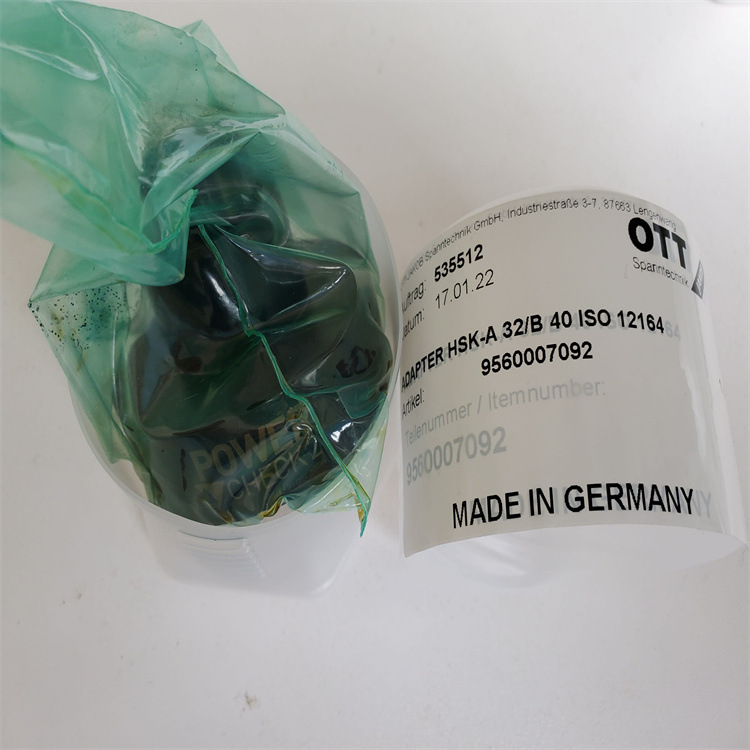 POWER
CHECK
Spanntechnik GmbH, Industriestraße 3-7, 87663 Lengenwang
OTT
Spanntechnik
Auftrag: 535512
Datum: 17.01.22
ADAPTER HSK-A 32/B 40 ISO 12164
Artikel: 9560007092
Teilenummer / Itemnumber:
9560007092
MADE IN GERMANY